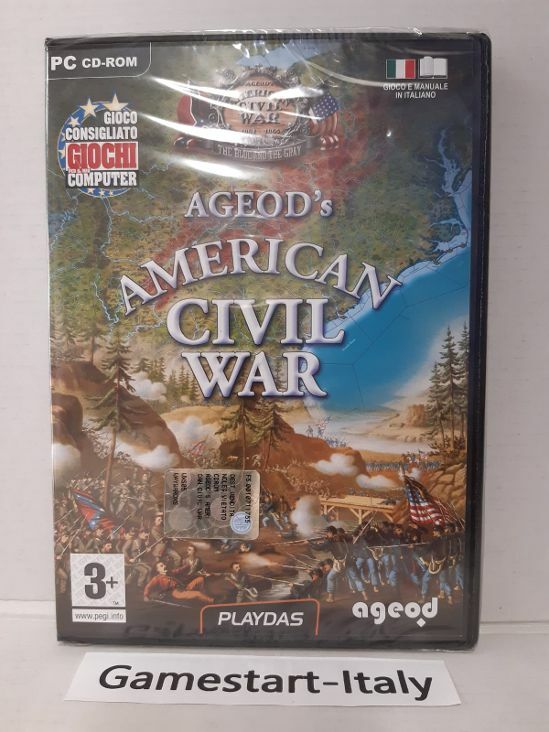 PC CD-ROM
GIOCO E MANUALE
IN ITALIANO
GIOCO
CONSIGLIATO
GIOCHI
COMPUTER
AGEOD'S
CIVIL
WAR
THE BLUE AND THE GRAY
AGEOD's
AMERICAN
CIVIL
WAR
3+
www.pegi.info
PLAYDAS
ageod
Gamestart-Italy